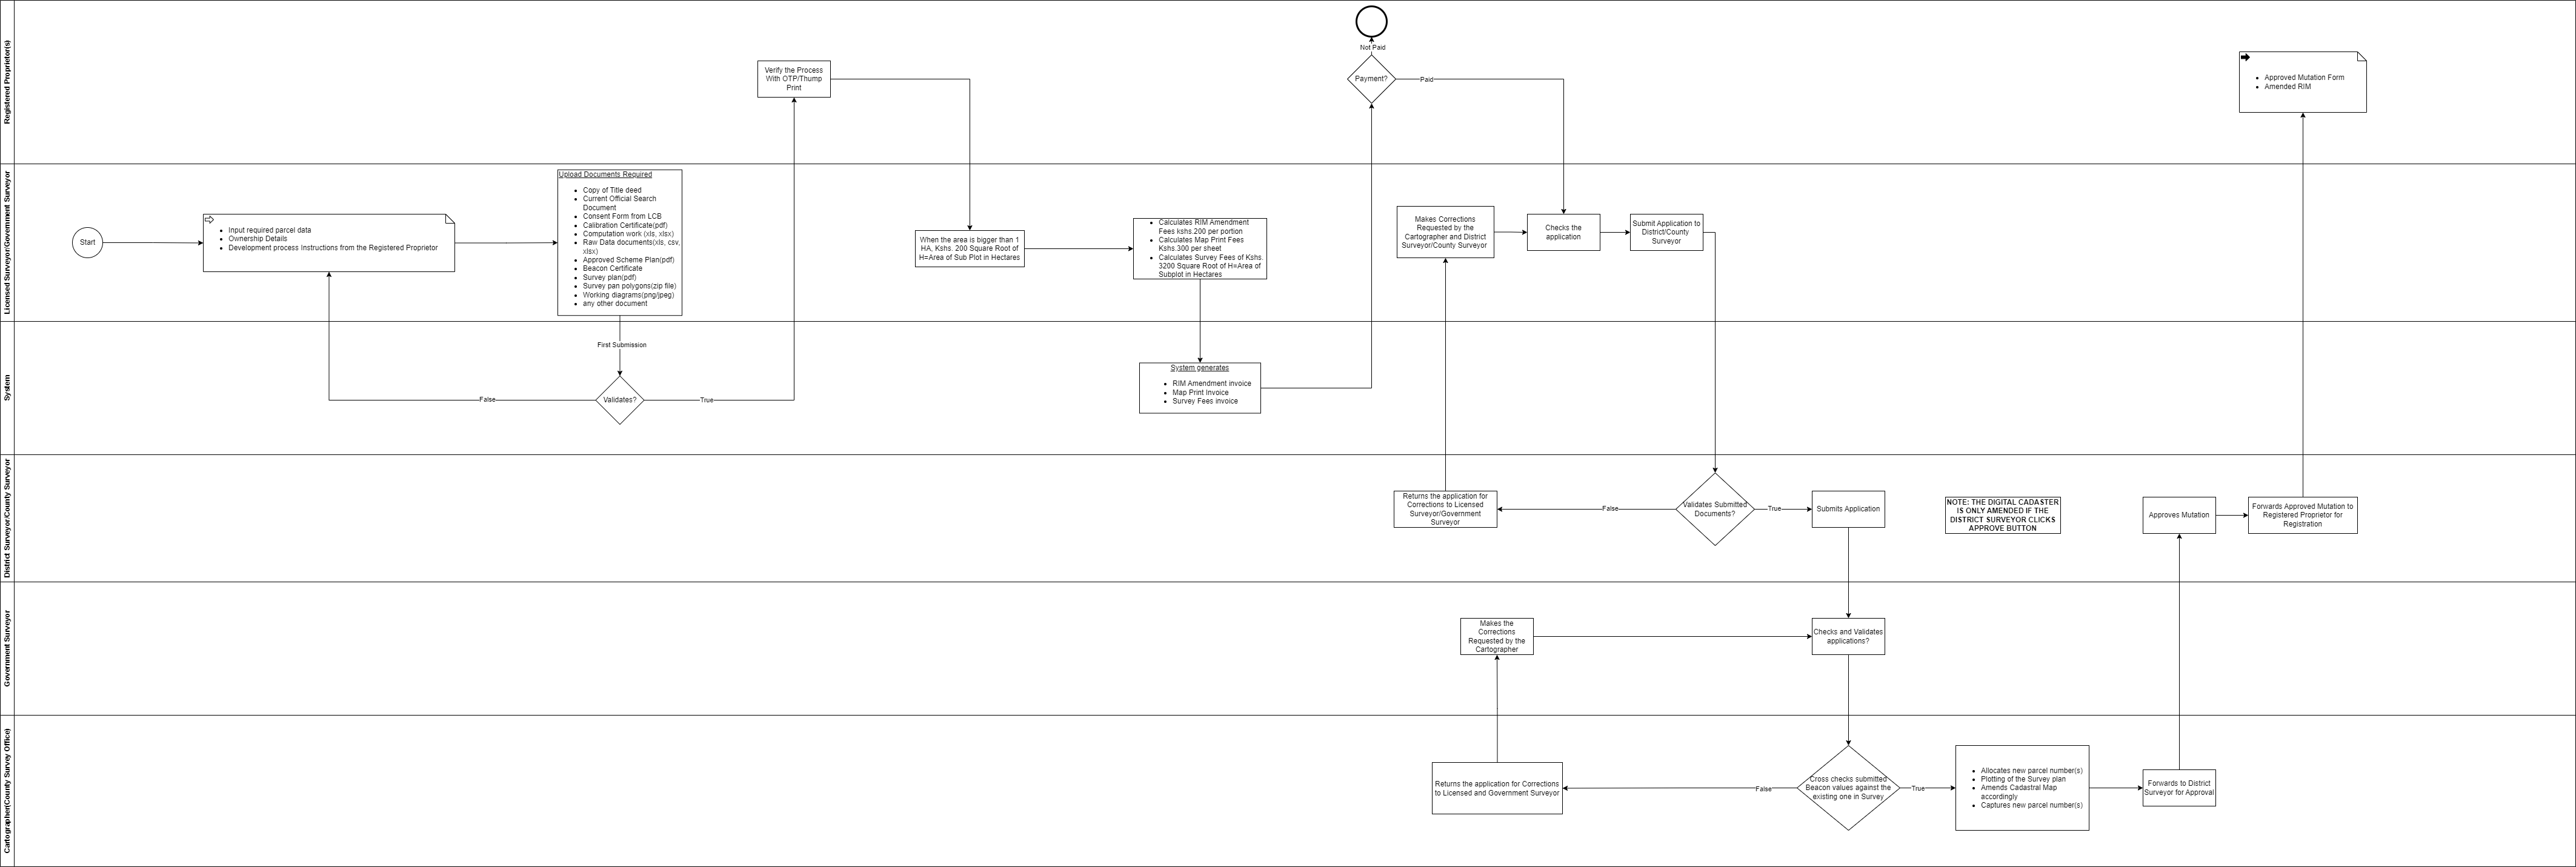 Registered Proprietor(s)
Not Paid
Payment?
Paid
Verify the Process
With OTP/Thump
Print
Approved Mutation Form
Amended RIM
Licensed Surveyor/Government Surveyor
Start
Input required parcel data
Ownership Details
Development process Instructions from the Registered Proprietor
Upload Documents Required
Copy of Title deed
Current Official Search
Document
Consent Form from LCB
Calibration Certificate(pdf)
Computation work (xls, xlsx)
Raw Data documents(xls, csv,
xlsx)
Approved Scheme Plan(pdf)
Beacon Certificate
Survey plan(pdf)
Survey pan polygons(zip file)
Working diagrams(png/jpeg)
any other document
When the area is bigger than 1
HA, Kshs. 200 Square Root of
H=Area of Sub Plot in Hectares
Calculates RIM Amendment
Fees kshs.200 per portion
Calculates Map Print Fees
Kshs.300 per sheet
Calculates Survey Fees of Kshs.
3200 Square Root of H=Area of
Subplot in Hectares
Makes Corrections
Requested by the
Cartographer and District
Surveyor/County Surveyor
Checks the
application
Submit Application to
District/County
Surveyor
System
First Submission
Validates?
False
True
System generates
RIM Amendment invoice
Map Print Invoice
Survey Fees invoice
District Surveyor/County Surveyor
Returns the application for
Corrections to Licensed
Surveyor/Government
Surveyor
False
Validates Submitted
Documents?
True
Submits Application
NOTE: THE DIGITAL CADASTER
IS ONLY AMENDED IF THE
DISTRICT SURVEYOR CLICKS
APPROVE BUTTON
Approves Mutation
Forwards Approved Mutation to
Registered Proprietor for
Registration
Government Surveyor
Makes the
Corrections
Requested by the
Cartographer
Checks and Validates
applications?
Cartographer(County Survey Office)
Returns the application for Corrections
to Licensed and Government Surveyor
False
Cross checks submitted
Beacon values against the
existing one in Survey
True
Allocates new parcel number(s)
Plotting of the Survey plan
Amends Cadastral Map
accordingly
Captures new parcel number(s)
Forwards to District
Surveyor for Approval